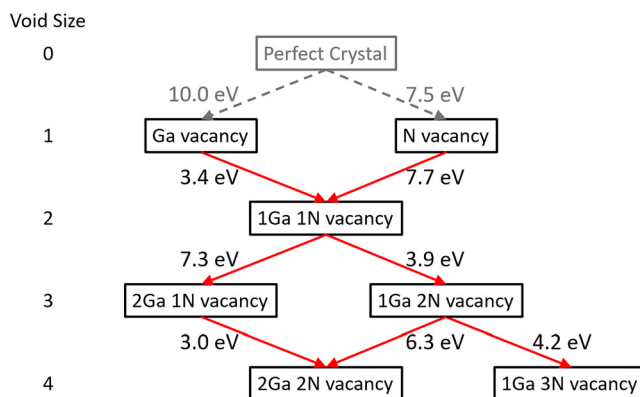 Void Size
0
Perfect Crystal
10.0 eV
7.5 eV
1
Ga vacancy
N vacancy
3.4 eV
7.7 eV
2
1Ga 1N vacancy
7.3 eV
3.9 eV
3
2Ga 1N vacancy
1Ga 2N vacancy
3.0 eV
6.3 eV
4.2 eV
4
2Ga 2N vacancy
1Ga 3N vacancy